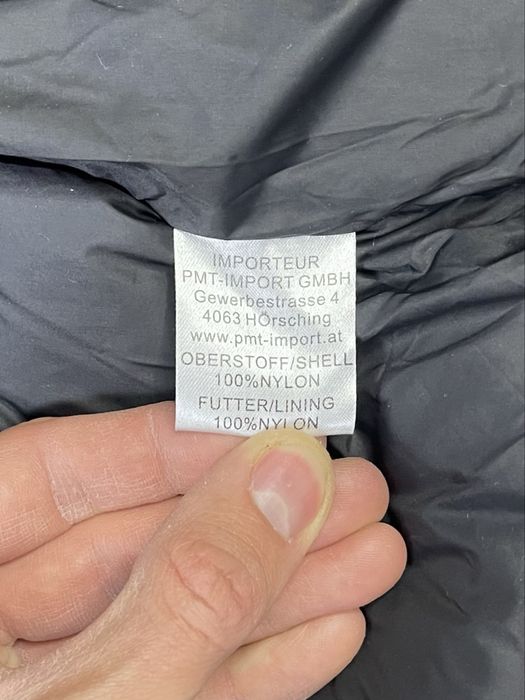 IMPORTEUR
PMT-IMPORT GMBH
Gewerbestrasse 4
4063 HÖrsching
www.pmt-import.at
OBERSTOFF/SHELL
100%NYLON
FUTTER/LINING
100%NYLON